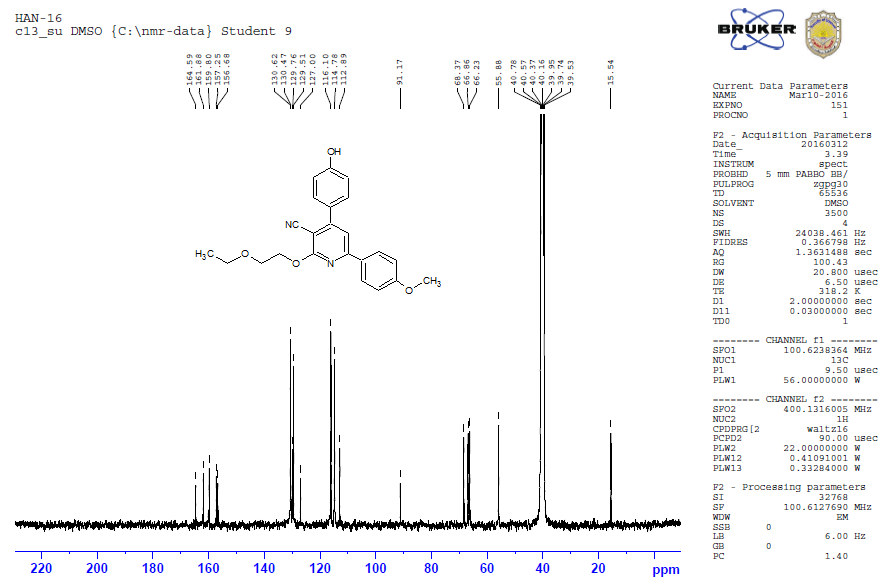 HAN-16
c13_su DMSO {C:\nmr-data} Student 9
164.59
161.88
159.80
157.25
156.68
130.62
130.47
129.76
129.51
127.00
116.10
114.78
112.89
91.17
68.37
66.86
66.23
55.88
40.78
40.57
40.37
40.16
39.95
39.74
39.53
15.54
OH
NC
H3C
O
O
N
O
CH3
220 200 180 160 140 120 100 80 60 40 20 ppm
BRUKER
Current Data Parameters
NAME Mar10-2016
EXPNO 151
PROCNO 1
F2 - Acquisition Parameters
Date_ 20160312
Time 3.39
INSTRUM spect
PROBHD 5 mm PABBO BB/
PULPROG zgpg30
TD 65536
SOLVENT DMSO
NS 3500
DS 4
SWH 24038.461 Hz
FIDRES 0.366798 Hz
AQ 1.3631488 sec
RG 100.43
DW 20.800 usec
DE 6.50 usec
TE 318.2 K
D1 2.00000000 sec
D11 0.03000000 sec
TD0 1
======== CHANNEL f1 ========
SFO1 100.6238364 MHz
NUC1 13C
P1 9.50 usec
PLW1 56.00000000 W
======== CHANNEL f2 ========
SFO2 400.1316005 MHz
NUC2 1H
CPDPRG[2 waltz16
PCPD2 90.00 usec
PLW2 22.00000000 W
PLW12 0.41091001 W
PLW13 0.33284000 W
F2 - Processing parameters
SI 32768
SF 100.6127690 MHz
WDW EM
SSB 0
LB 6.00 Hz
GB 0
PC 1.40